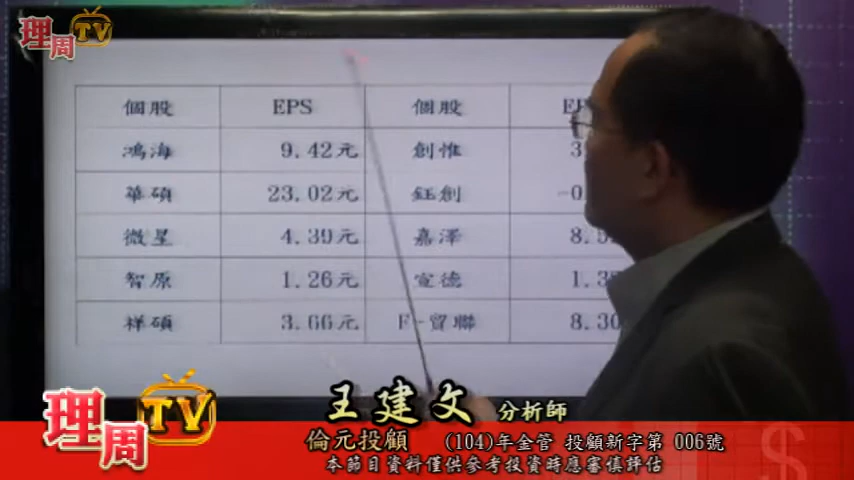 理周TV
個股 EPS 個股
鴻海 9.42元 創惟
華碩 23.02元 鈺創
微星 4.39元 嘉澤
智原 1.26元 宣德
祥碩 3.66元 F-貿聯 8.30
理周TV
王建文 分析師
倫元投顧 (104)年金管 投顧新字第 006號
本節目資料僅供參考投資時應審慎評估